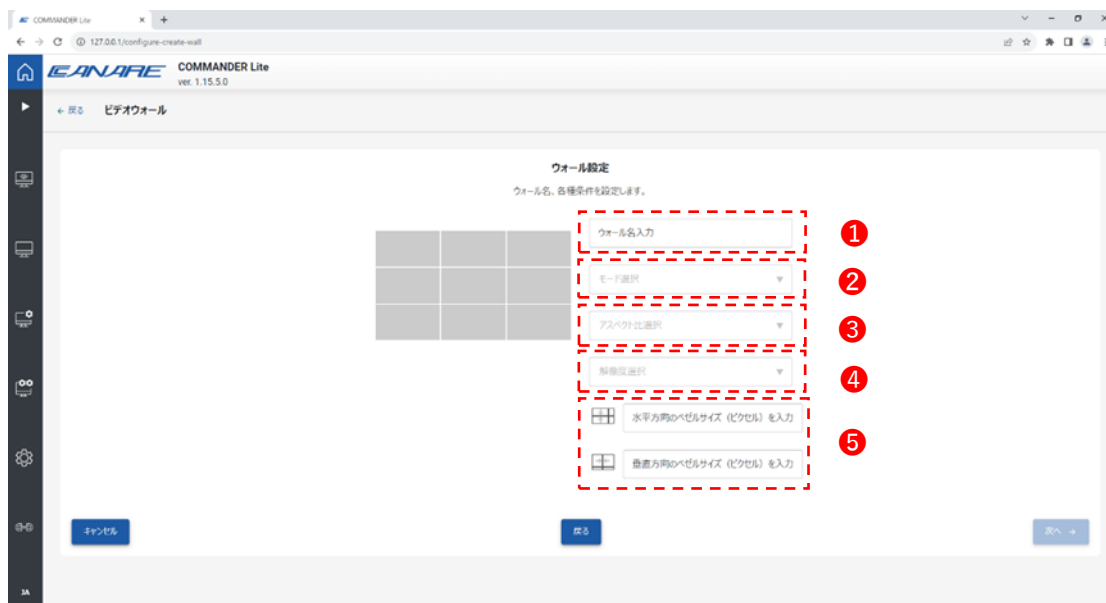 COMMANDER Lite
127.0.0.1/configure-create-wall
CANARE
COMMANDER Lite
ver. 1.15.5.0
← 戻る ビデオウォール
ウォール設定
ウォール名、各種条件を設定します。
ウォール名入力
1
モード選択
2
アスペクト比選択
3
解像度選択
4
水平方向のベゼルサイズ（ピクセル）を入力
5
垂直方向のベゼルサイズ（ピクセル）を入力
キャンセル
戻る
次へ →
JA